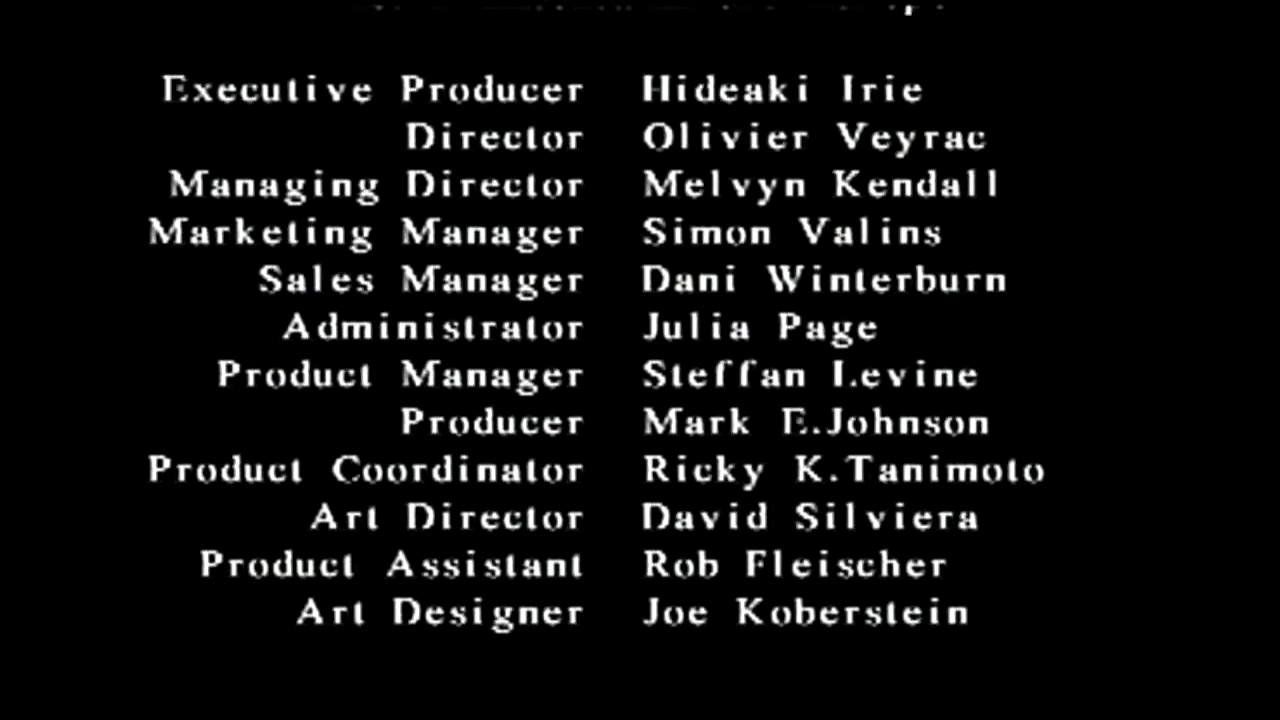 Executive Producer Hideaki Irie
Director Olivier Veyrac
Managing Director Melvyn Kendall
Marketing Manager Simon Valins
Sales Manager Dani Winterburn
Administrator Julia Page
Product Manager Steffan Levine
Producer Mark E.Johnson
Product Coordinator Ricky K.Tanimoto
Art Director David Silviera
Product Assistant Rob Fleischer
Art Designer Joe Koberstein